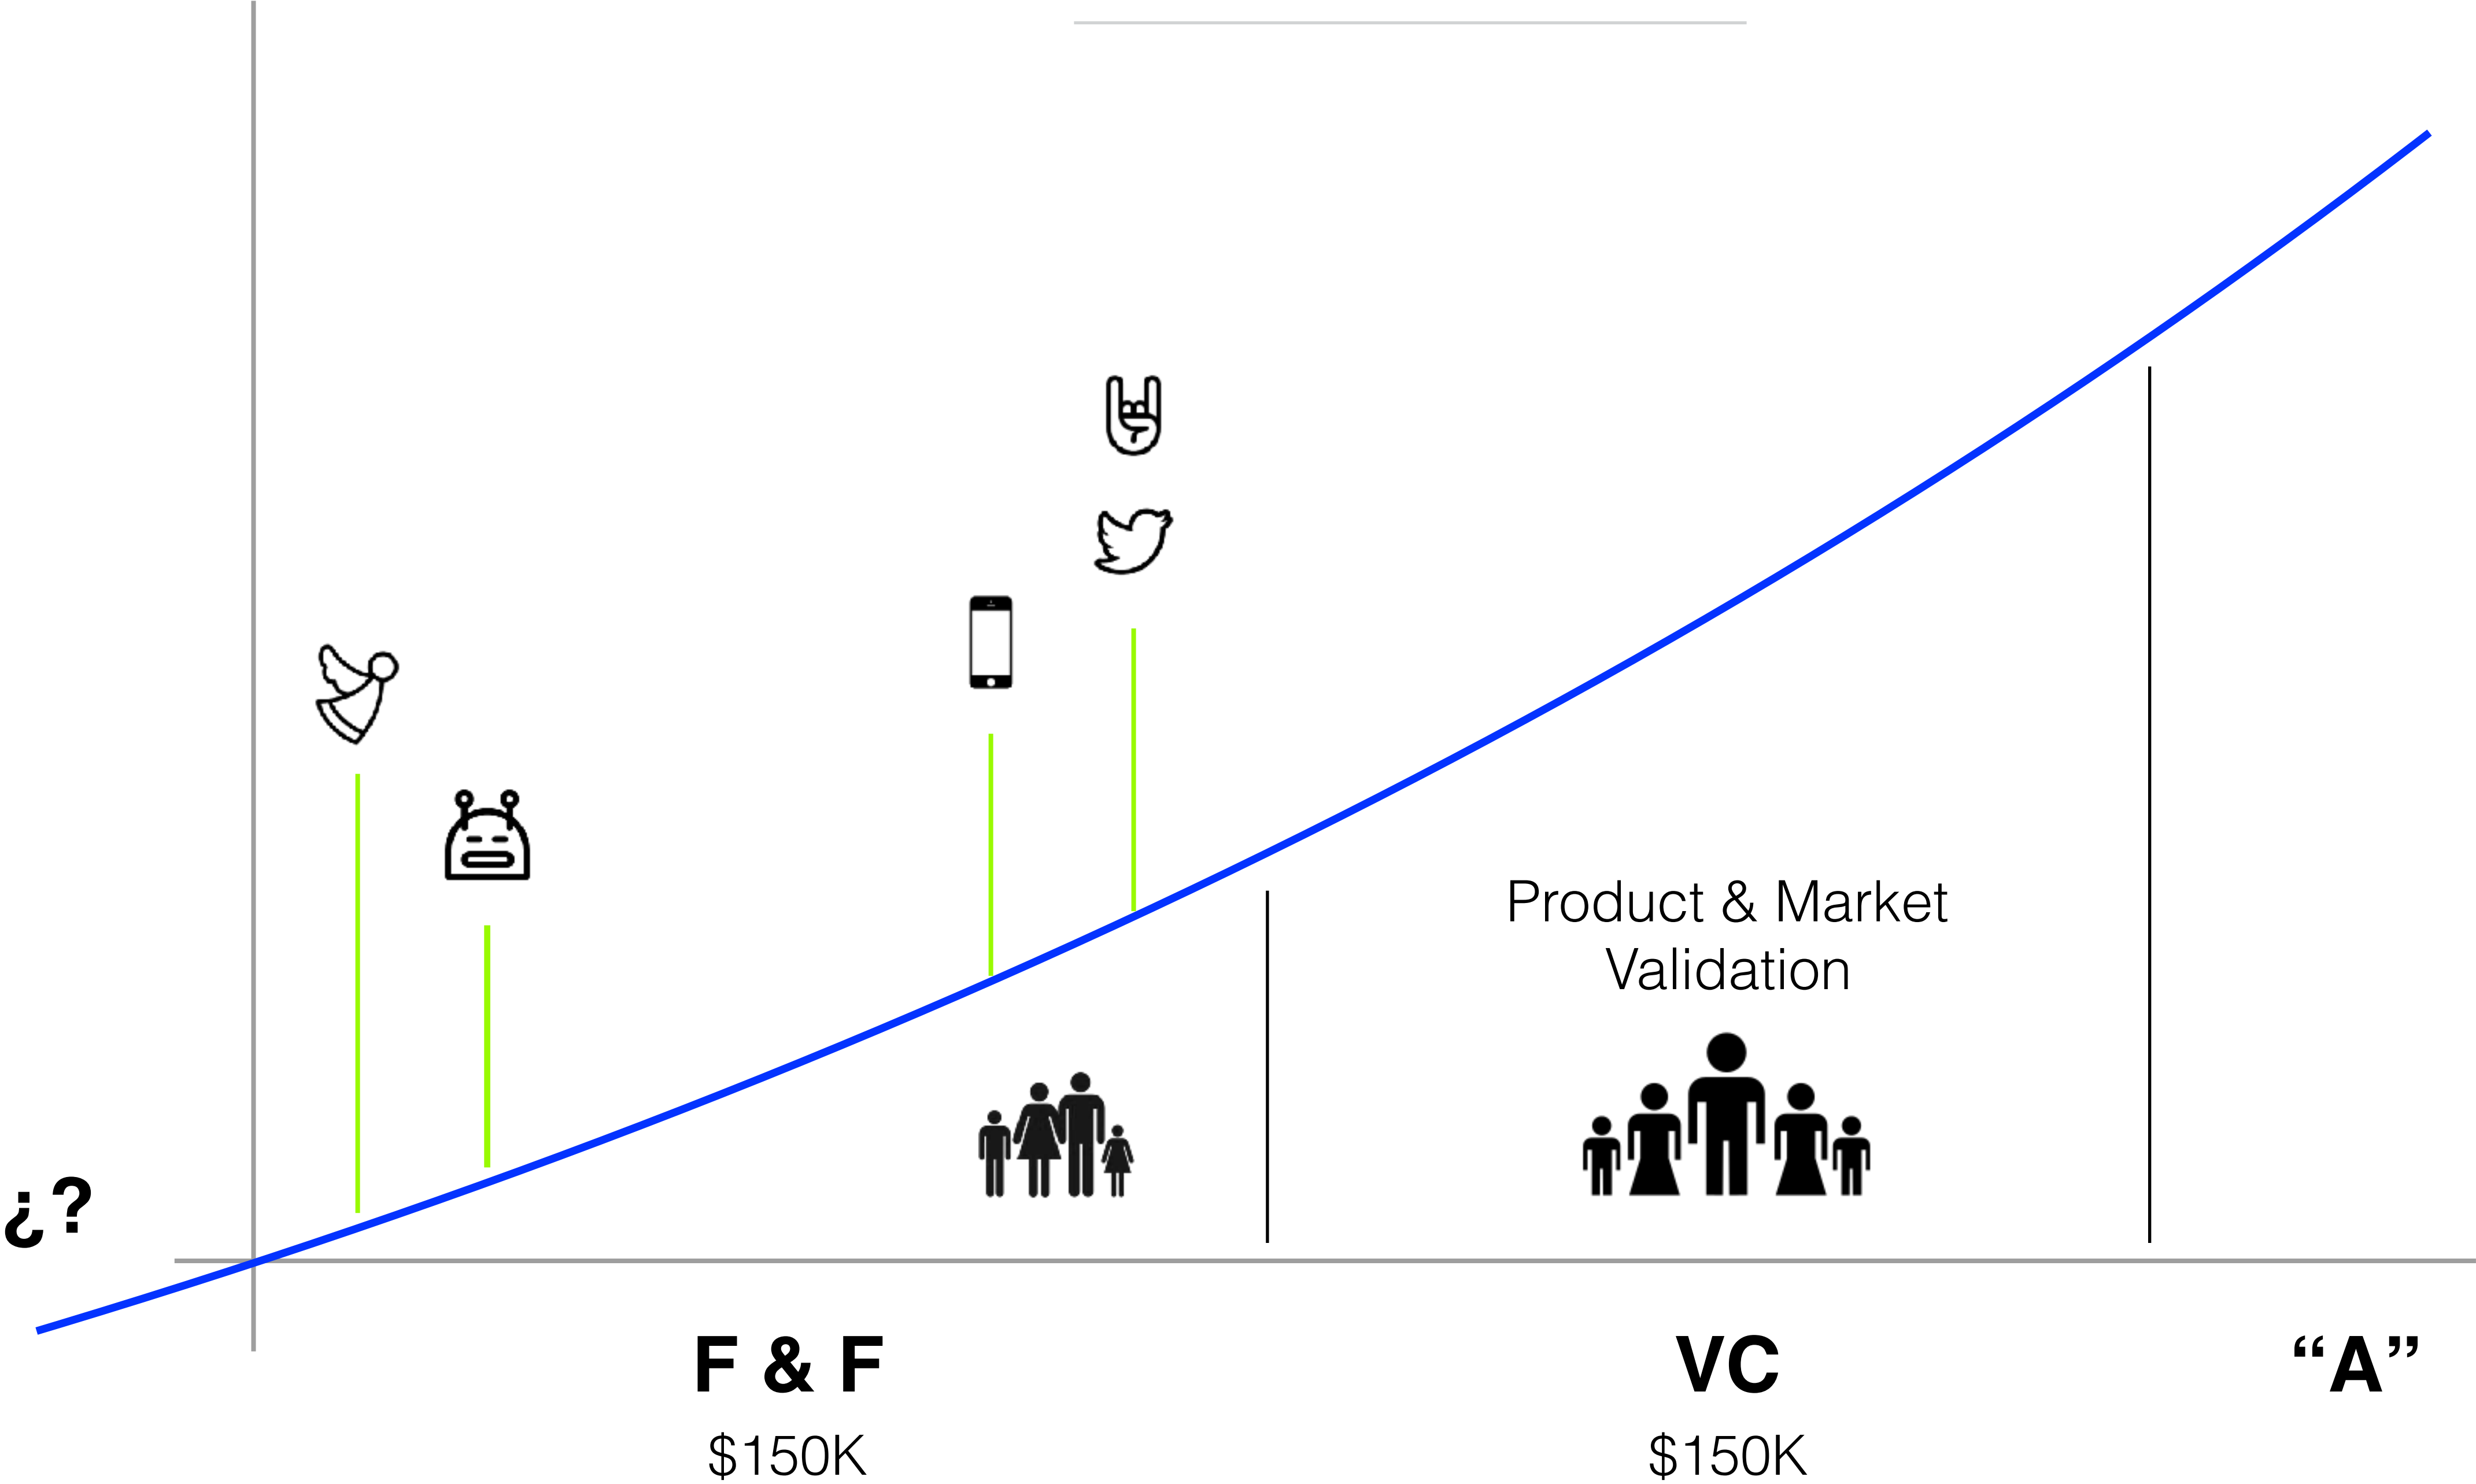 Product & Market
Validation
¿?
F & F
VC
“A”
$150K
$150K